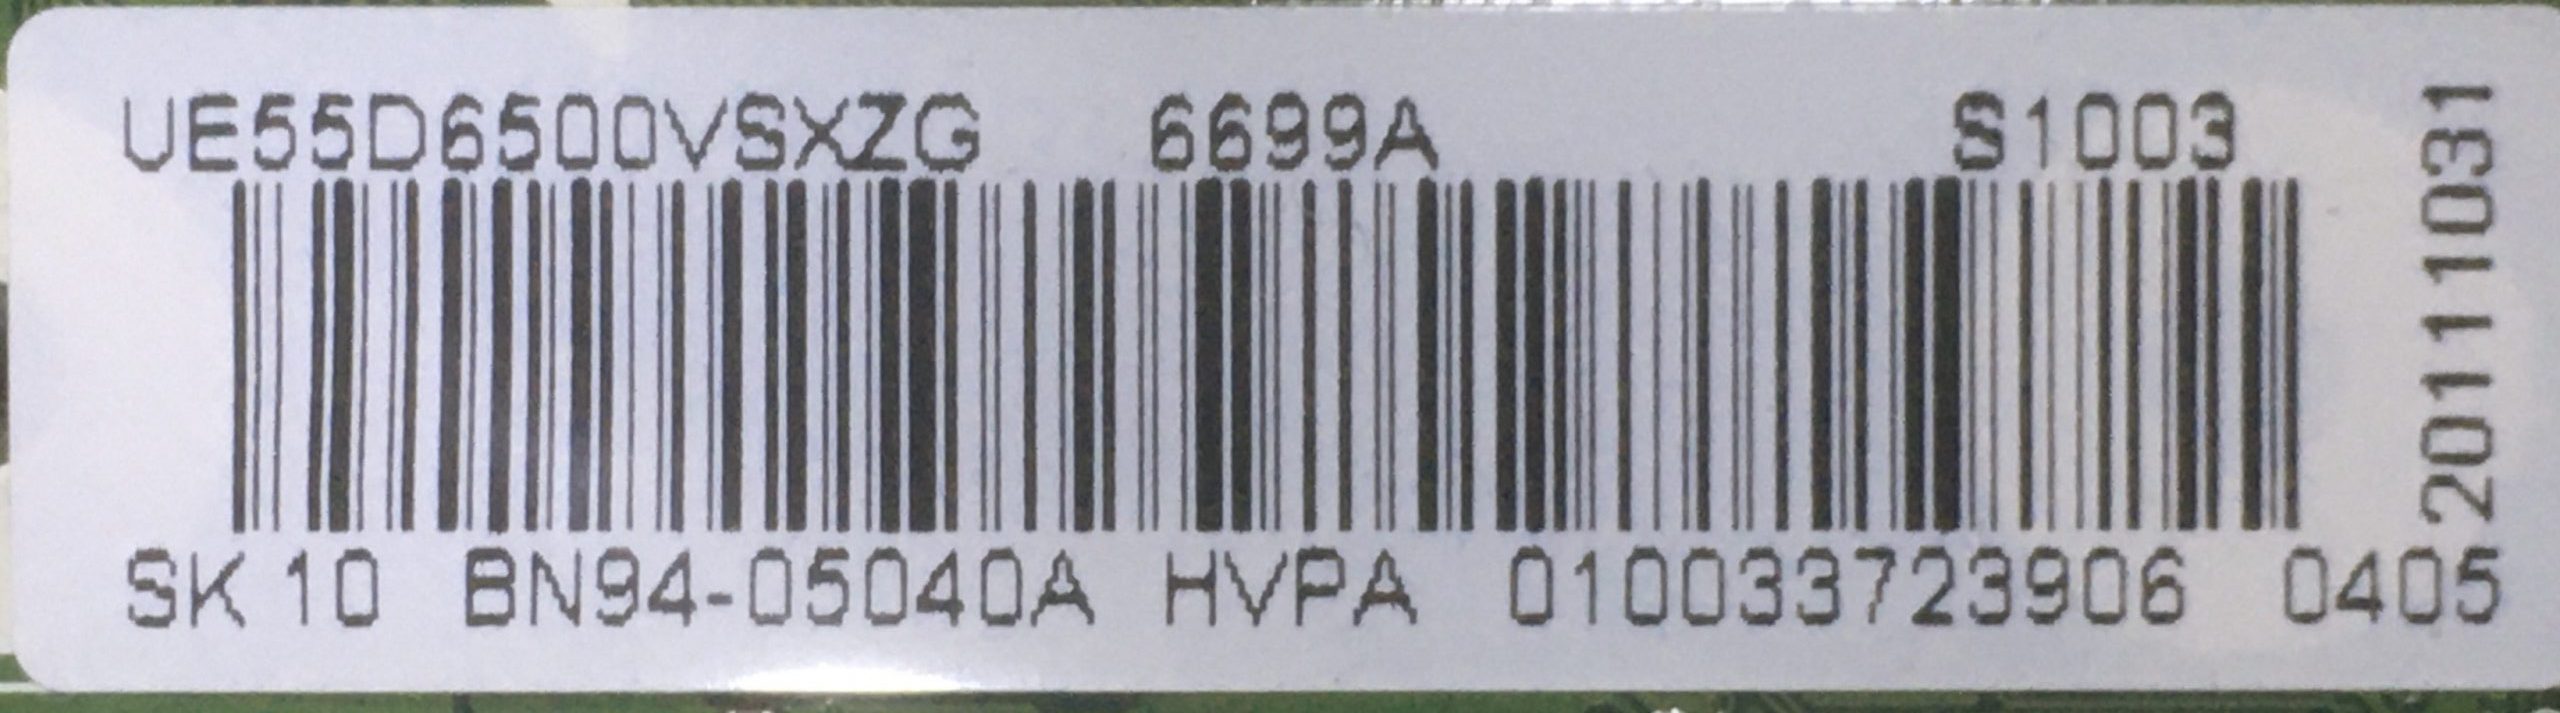 UE55D6500VSXZG 6699A S1003
20111031
SK 10 BN94-05040A HVPA 010033723906 0405